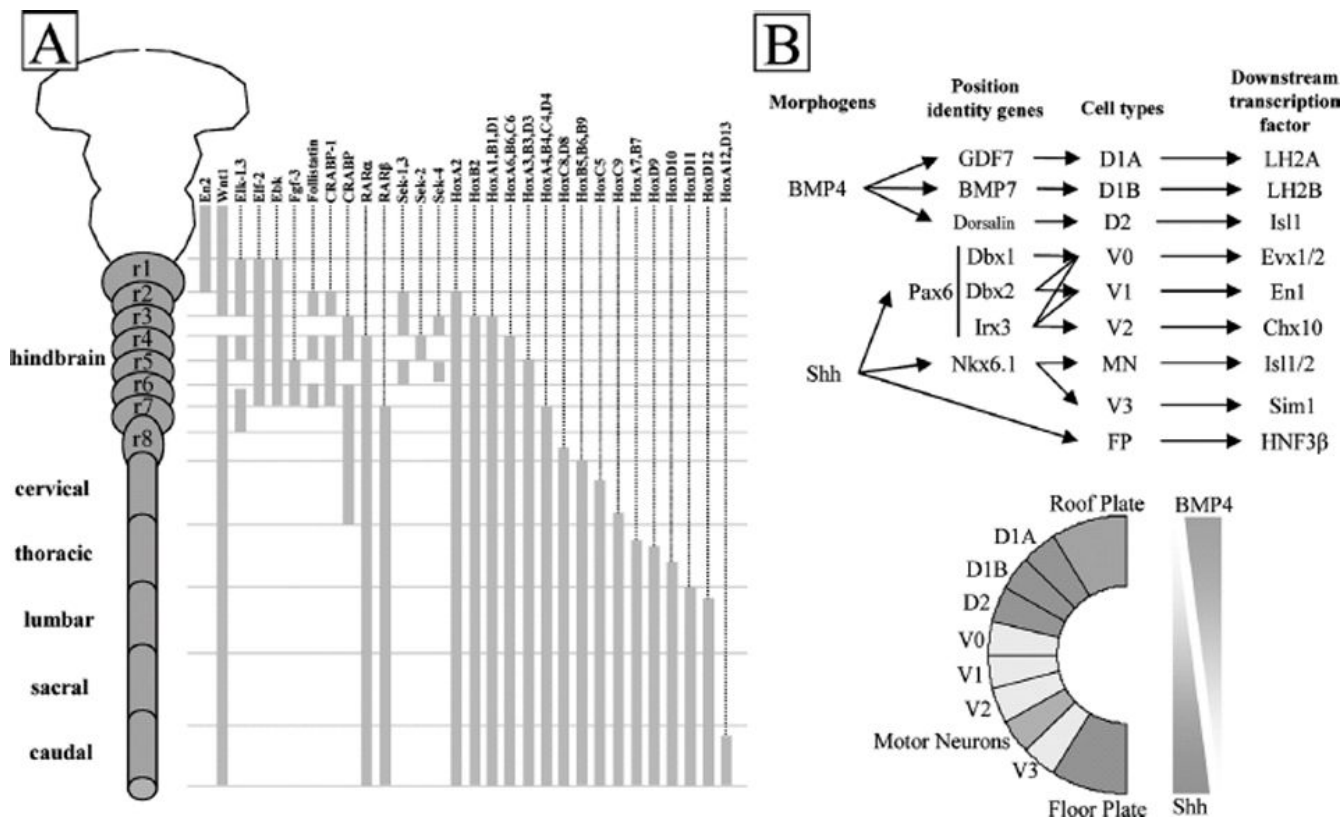 A
En2
Wnt1
Elk-L3
Elf-2
Ebk
Fgf-3
Follistatin
CRABP-1
CRABP
RARα
RARβ
Sek-1,3
Sek-2
Sek-4
HoxA2
HoxB2
HoxA1,B1,D1
HoxA6,B6,C6
HoxA3,B3,D3
HoxA4,B4,C4,D4
HoxC8,D8
HoxB5,B6,B9
HoxC5
HoxC9
HoxA7,B7
HoxD9
HoxD10
HoxD11
HoxD12
HoxA12,D13
r1
r2
r3
r4
hindbrain
r5
r6
r7
r8
cervical
thoracic
lumbar
sacral
caudal
B
Morphogens
Position
identity genes
Cell types
Downstream
transcription
factor
BMP4
GDF7 D1A LH2A
BMP7 D1B LH2B
Dorsalin D2 Isl1
Pax6
Dbx1 V0 Evx1/2
Dbx2 V1 En1
Irx3 V2 Chx10
Shh
Nkx6.1 MN Isl1/2
V3 Sim1
FP HNF3β
Roof Plate
D1A
D1B
D2
V0
V1
V2
Motor Neurons
V3
Floor Plate
BMP4
Shh